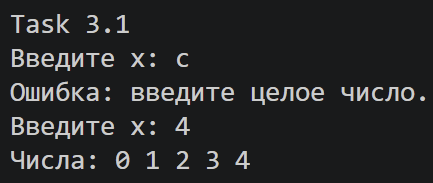 Task 3.1
Введите x: c
Ошибка: введите целое число.
Введите x: 4
Числа: 0 1 2 3 4